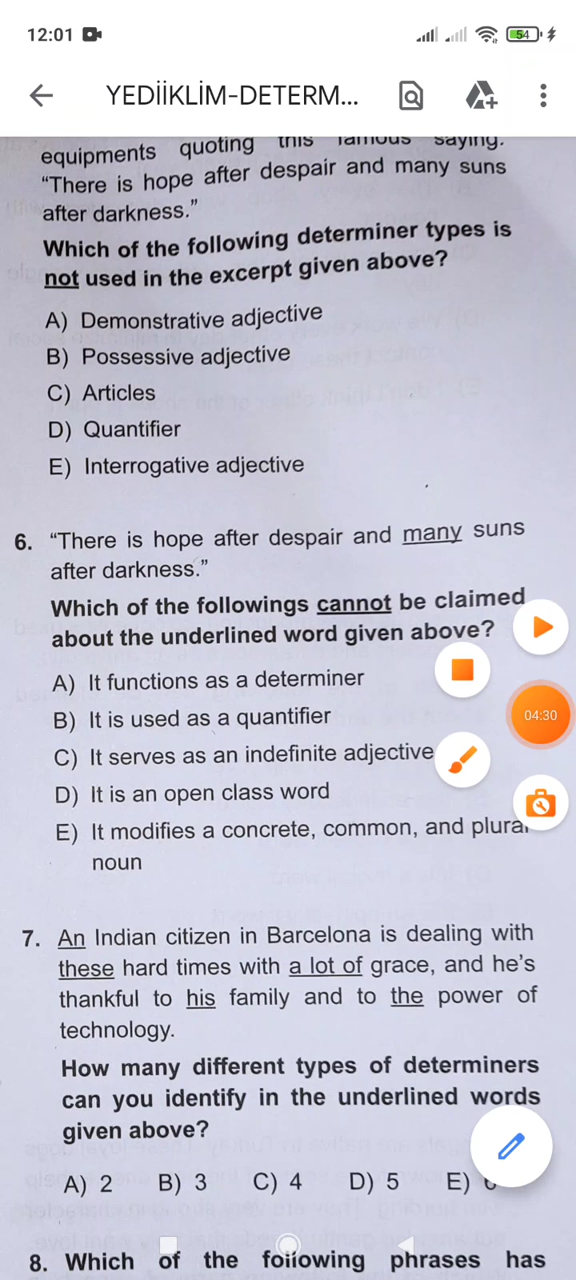 12:01
54
YEDİİKLİM-DETERM...
equipments quoting this famous saying:
“There is hope after despair and many suns
after darkness.”
Which of the following determiner types is
not used in the excerpt given above?
A) Demonstrative adjective
B) Possessive adjective
C) Articles
D) Quantifier
E) Interrogative adjective
6. “There is hope after despair and many suns
after darkness.”
Which of the followings cannot be claimed
about the underlined word given above?
A) It functions as a determiner
B) It is used as a quantifier
C) It serves as an indefinite adjective
04:30
D) It is an open class word
E) It modifies a concrete, common, and plural
noun
7. An Indian citizen in Barcelona is dealing with
these hard times with a lot of grace, and he's
thankful to his family and to the power of
technology.
How many different types of determiners
can you identify in the underlined words
given above?
A) 2 B) 3 C) 4 D) 5 E)
8. Which of the following phrases has